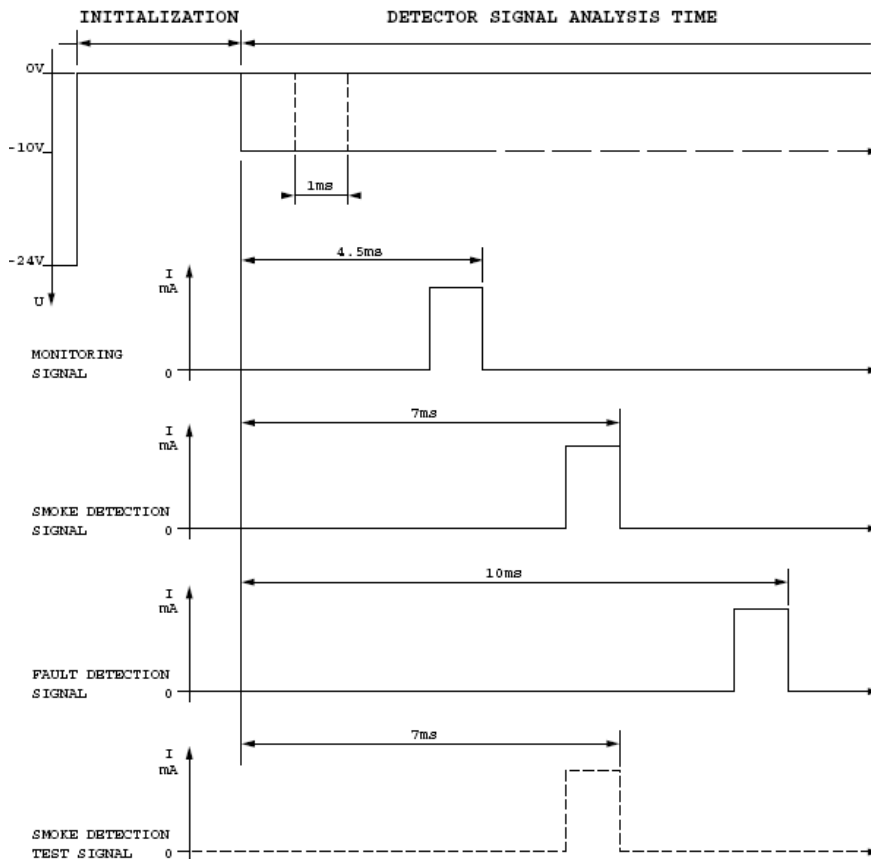 INITIALIZATION
DETECTOR SIGNAL ANALYSIS TIME
0V
-10V
1ms
-24V
U
4.5ms
I
mA
MONITORING
SIGNAL 0
7ms
I
mA
SMOKE DETECTION
SIGNAL 0
10ms
I
mA
FAULT DETECTION
SIGNAL 0
7ms
I
mA
SMOKE DETECTION
TEST SIGNAL 0